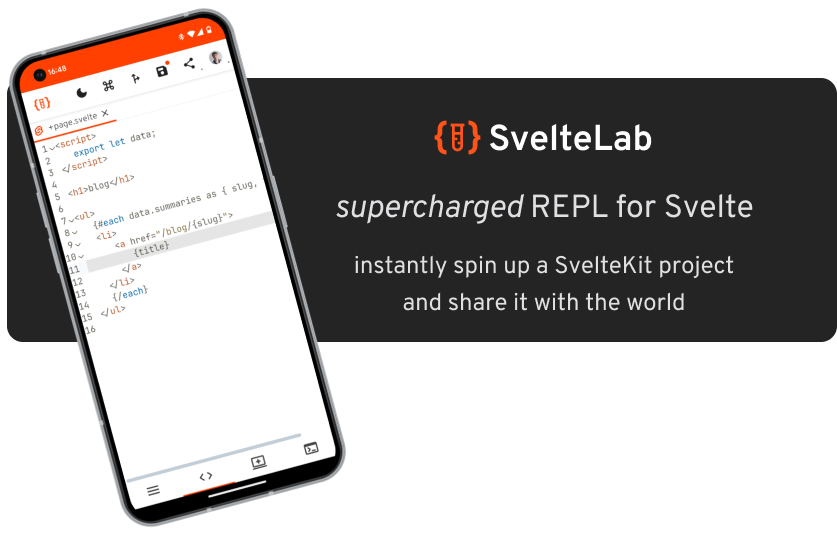 16:48
+page.svelte
1 <script>
2 export let data;
3 </script>
4
5 <h1>blog</h1>
6
7 <ul>
8 {#each data.summaries as { slug,
9 <li>
10 <a href="/blog/{slug}">
11 {title}
12 </a>
13 </li>
14 {/each}
15 </ul>
16
SvelteLab
supercharged REPL for Svelte
instantly spin up a SvelteKit project
and share it with the world